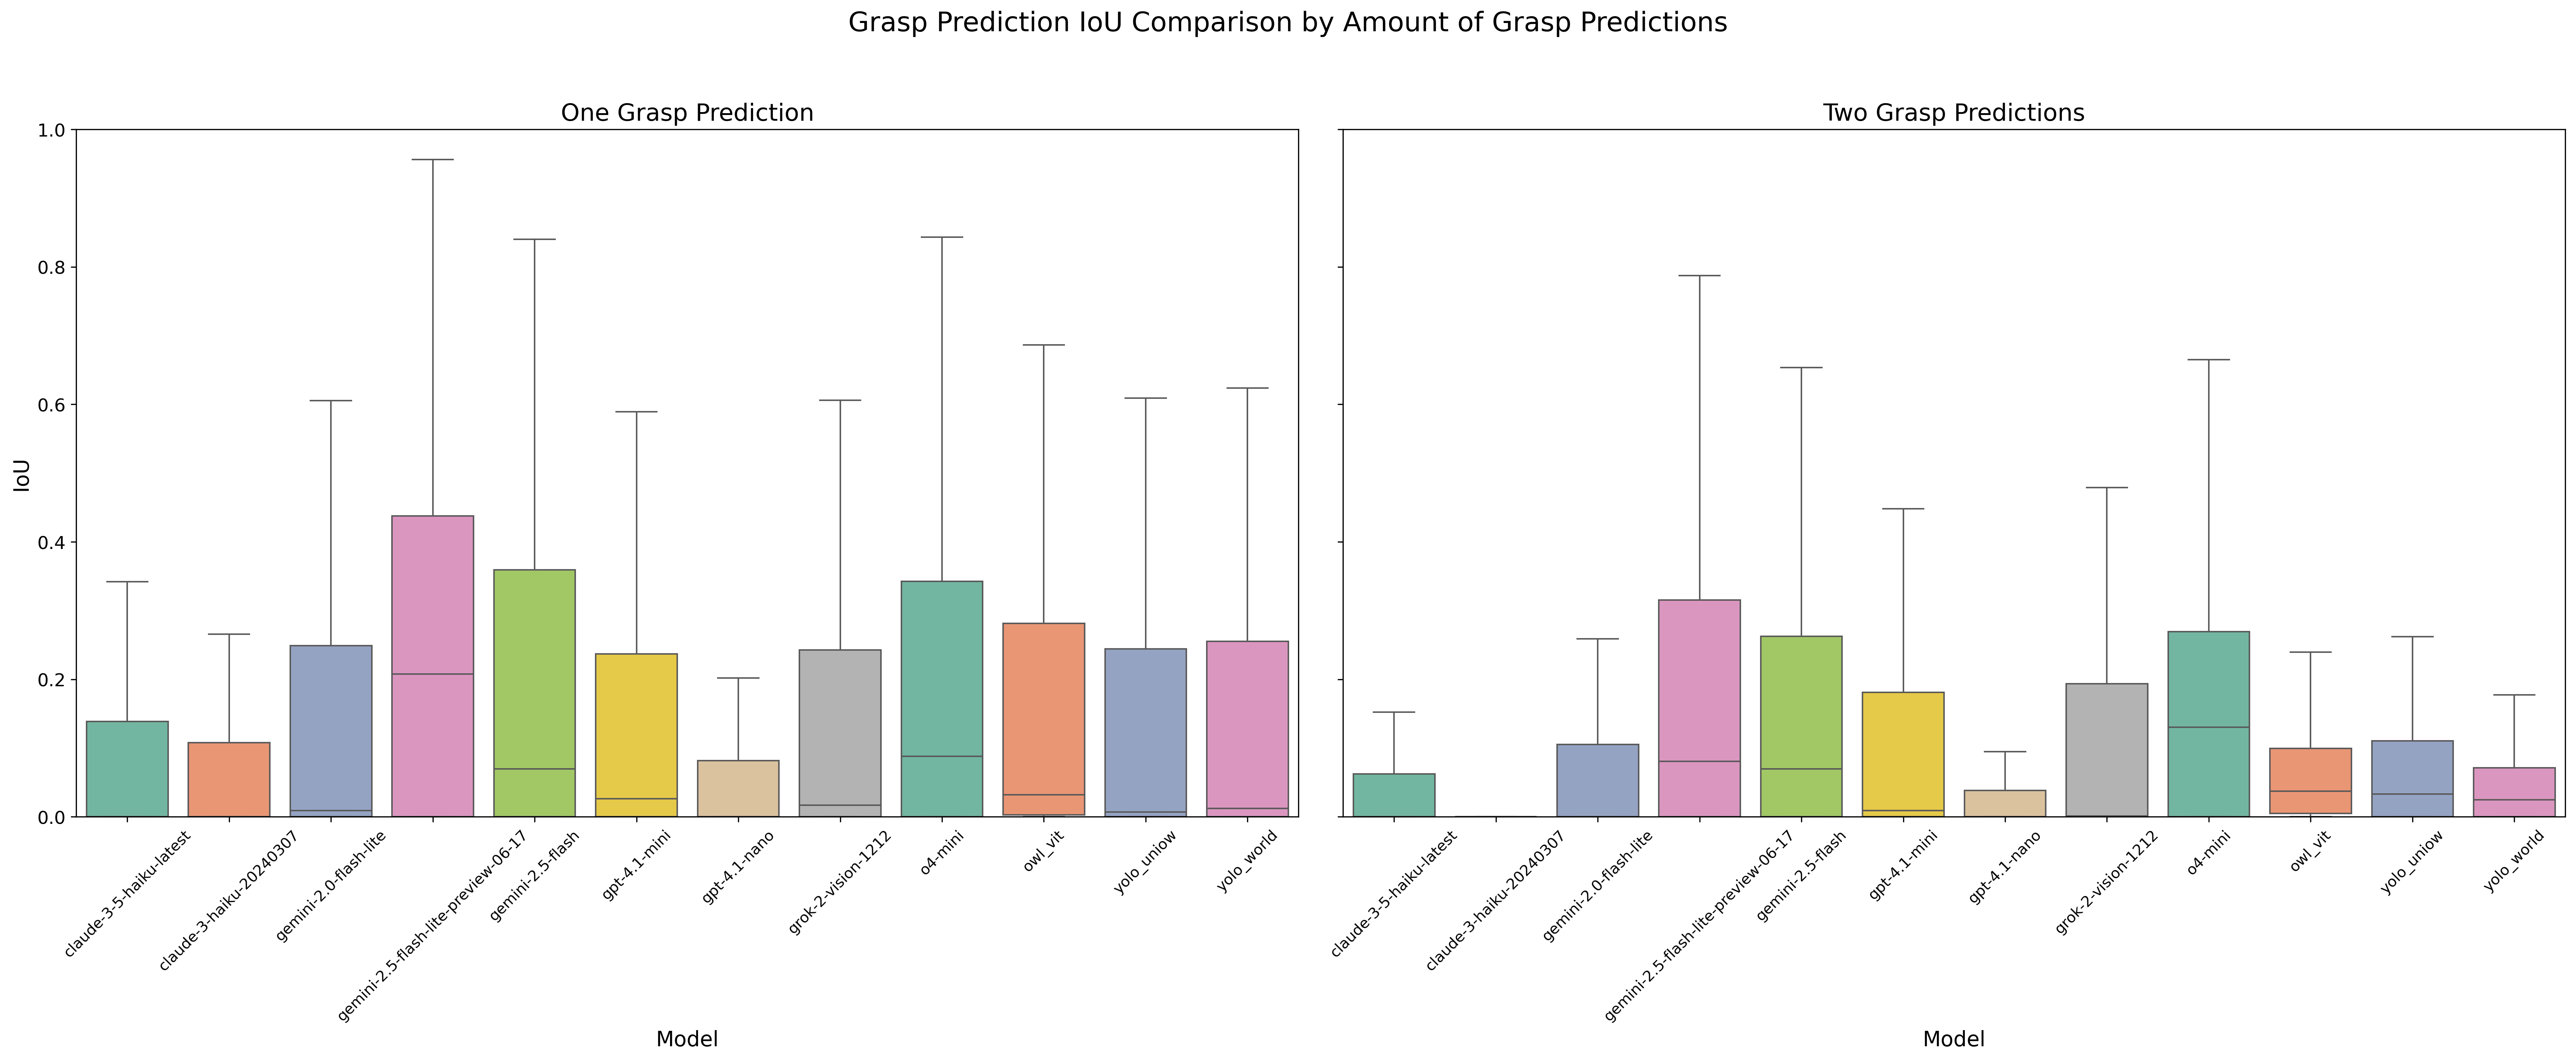 Grasp Prediction IoU Comparison by Amount of Grasp Predictions
One Grasp Prediction
1.0
0.8
0.6
0.4
0.2
0.0
IoU
claude-3-5-haiku-latest
claude-3-haiku-20240307
gemini-2.0-flash-lite
gemini-2.5-flash-lite-preview-06-17
gemini-2.5-flash
gpt-4.1-mini
gpt-4.1-nano
grok-2-vision-1212
o4-mini
owl_vit
yolo_uniow
yolo_world
Model
Two Grasp Predictions
claude-3-5-haiku-latest
claude-3-haiku-20240307
gemini-2.0-flash-lite
gemini-2.5-flash-lite-preview-06-17
gemini-2.5-flash
gpt-4.1-mini
gpt-4.1-nano
grok-2-vision-1212
o4-mini
owl_vit
yolo_uniow
yolo_world
Model